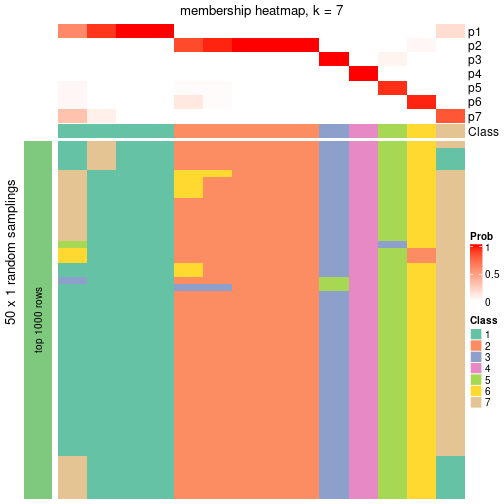 membership heatmap, k = 7
p1
p2
p3
p4
p5
p6
p7
Class
50 x 1 random samplings
top 1000 rows
Prob
1
0.5
0
Class
1
2
3
4
5
6
7